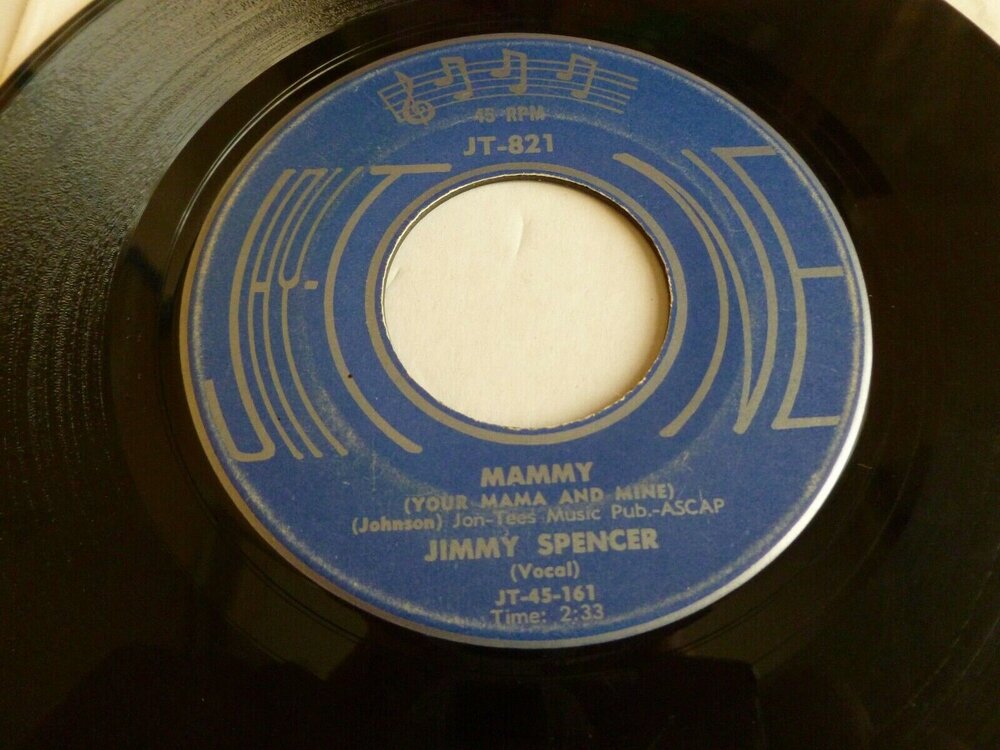 45 RPM
JT-821
JHY-TONE
MAMMY
(YOUR MAMA AND MINE)
(Johnson) Jon-Tees Music Pub.-ASCAP
JIMMY SPENCER
(Vocal)
JT-45-161
Time: 2:33